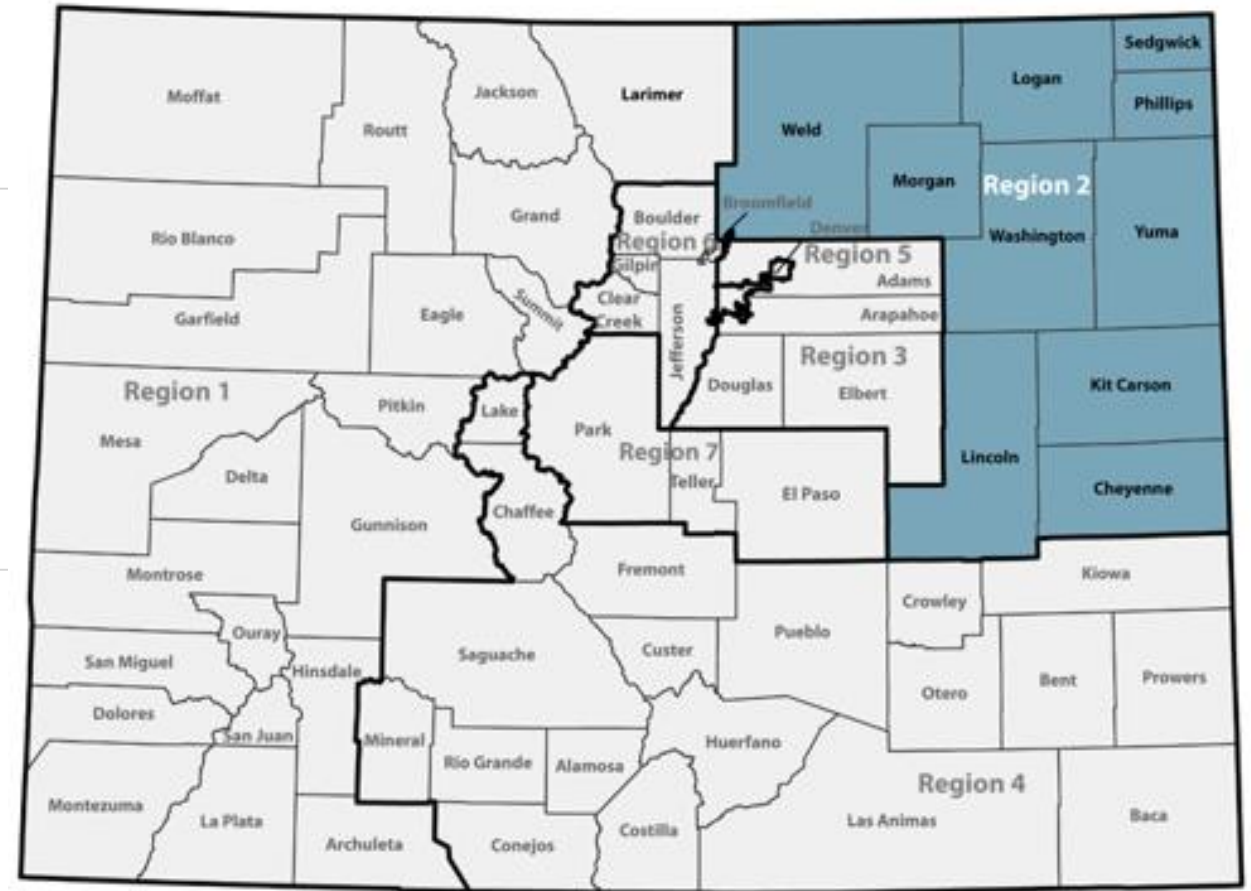 Moffat
Routt
Jackson
Larimer
Weld
Logan
Sedgwick
Phillips
Morgan
Region 2
Washington
Yuma
Rio Blanco
Grand
Boulder
Broomfield
Region 6
Denver
Region 5
Gilpin
Adams
Garfield
Eagle
Summit
Clear
Creek
Jefferson
Arapahoe
Region 1
Mesa
Pitkin
Lake
Park
Douglas
Region 3
Elbert
Kit Carson
Delta
Region 7
Teller
El Paso
Lincoln
Cheyenne
Gunnison
Chaffee
Montrose
Fremont
Crowley
Kiowa
Ouray
San Miguel
Hinsdale
Saguache
Custer
Pueblo
Otero
Bent
Prowers
Dolores
San Juan
Mineral
Rio Grande
Alamosa
Huerfano
Region 4
Montezuma
La Plata
Archuleta
Conejos
Costilla
Las Animas
Baca